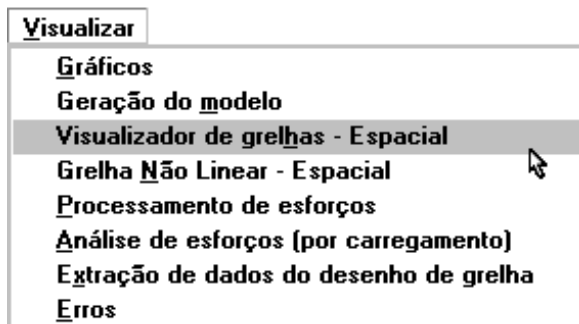 Visualizar
Gráficos
Geração do modelo
Visualizador de grelhas - Espacial
Grelha Não Linear - Espacial
Processamento de esforços
Análise de esforços (por carregamento)
Extração de dados do desenho de grelha
Erros